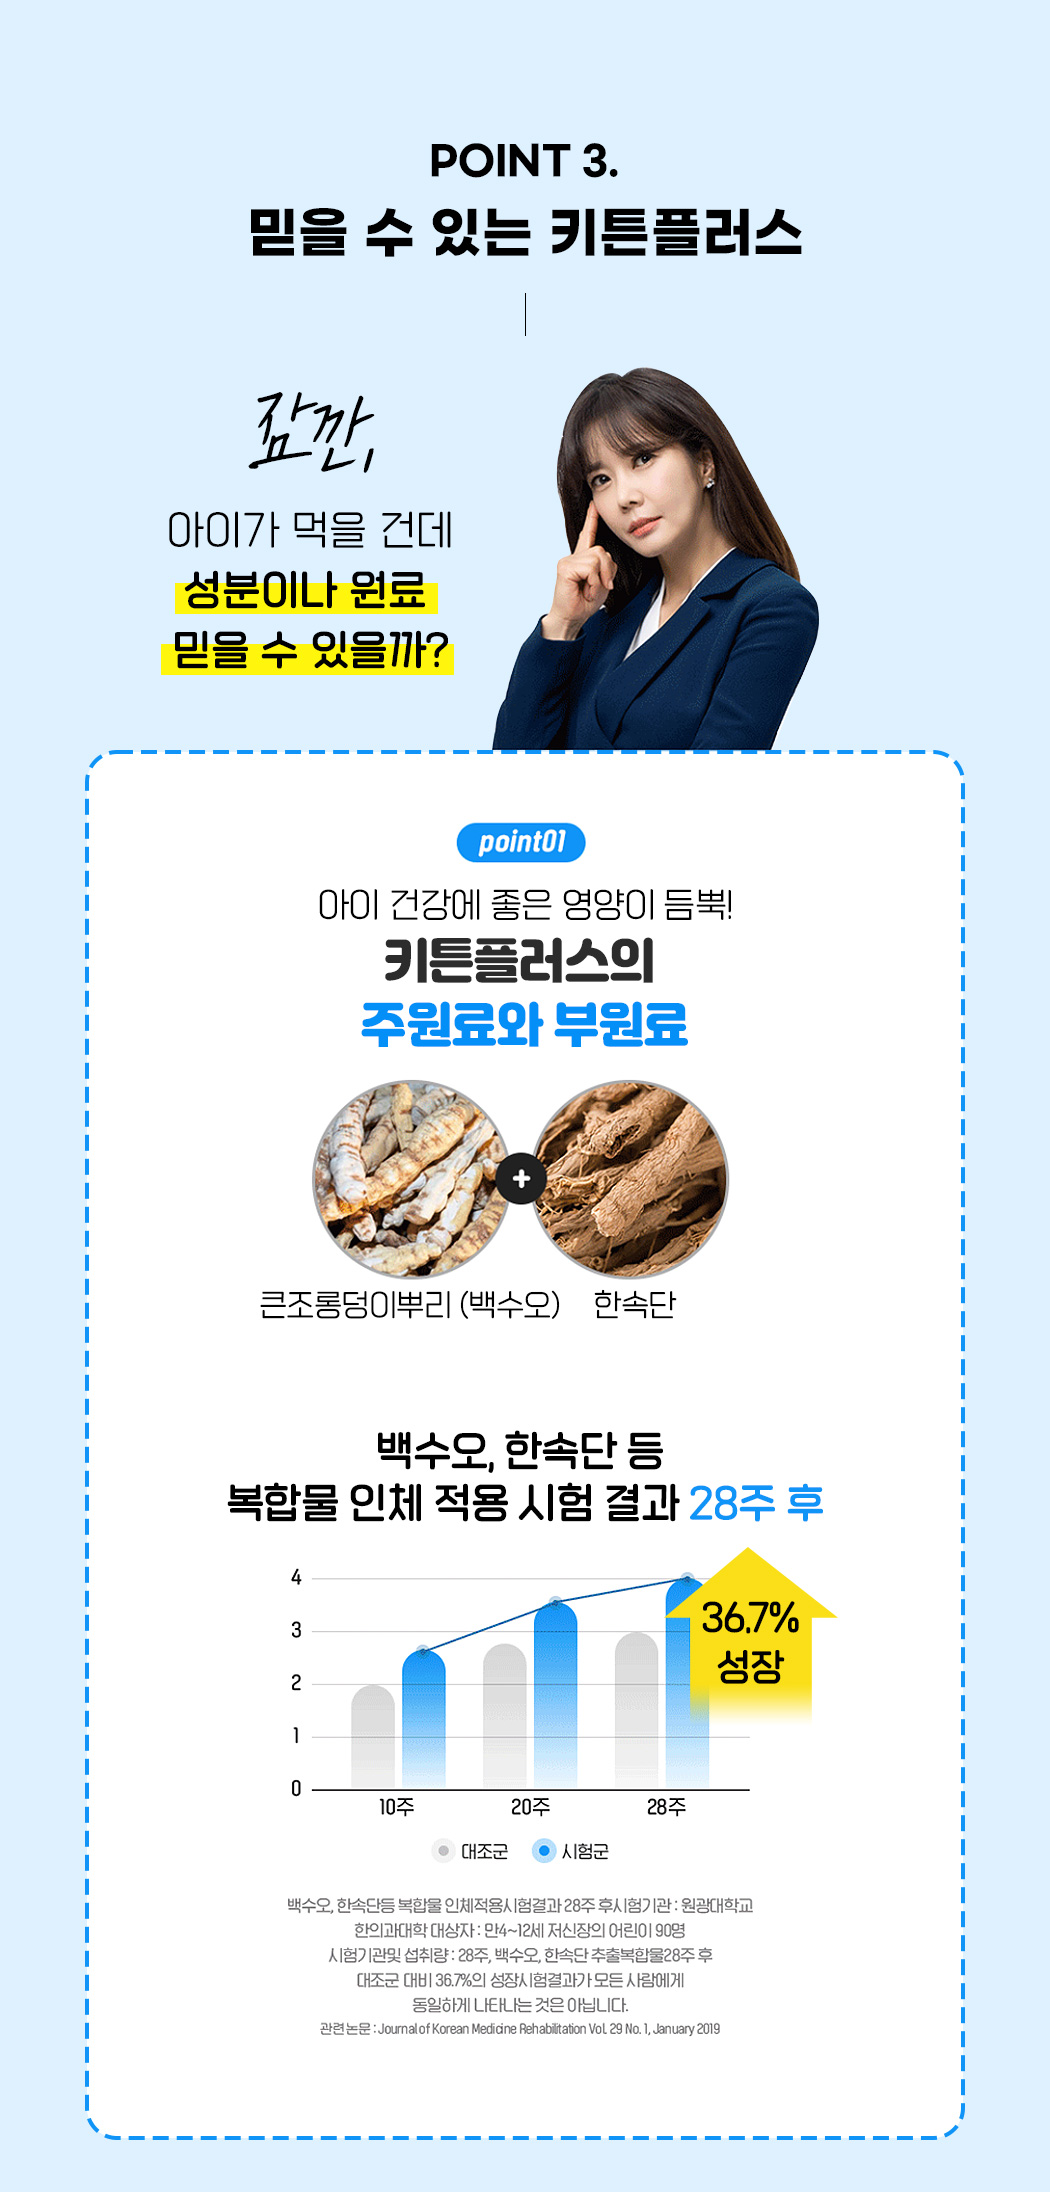 POINT 3.
믿을 수 있는 키튼플러스
잠깐,
아이가 먹을 건데
성분이나 원료
믿을 수 있을까?
point01
아이 건강에 좋은 영양이 듬뿍!
키튼플러스의
주원료와 부원료
+
큰조롱덩이뿌리 (백수오) 한속단
백수오, 한속단 등
복합물 인체 적용 시험 결과 28주 후
4
3
2
1
0
36.7%
성장
10주 20주 28주
대조군 시험군
백수오, 한속단등 복합물 인체적용시험결과 28주 후시험기관 : 원광대학교
한의과대학 대상자 : 만4~12세 저신장의 어린이 90명
시험기관및 섭취량 : 28주, 백수오, 한속단 추출복합물28주 후
대조군 대비 36.7%의 성장시험결과가 모든 사람에게
동일하게 나타나는 것은 아닙니다.
관련 논문 : Journal of Korean Medicine Rehabilitation Vol. 29 No. 1, January 2019